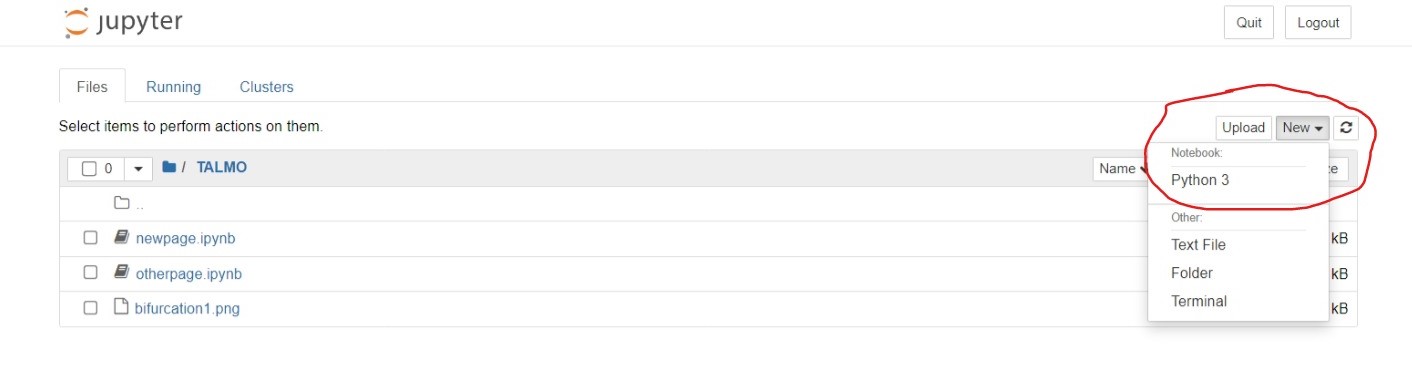 jupyter Quit Logout
Files Running Clusters
Select items to perform actions on them.
Upload New
0 / TALMO Name
Notebook:
Python 3
..
Other:
newpage.ipynb kB
Text File
otherpage.ipynb kB
Folder
bifurcation1.png kB
Terminal